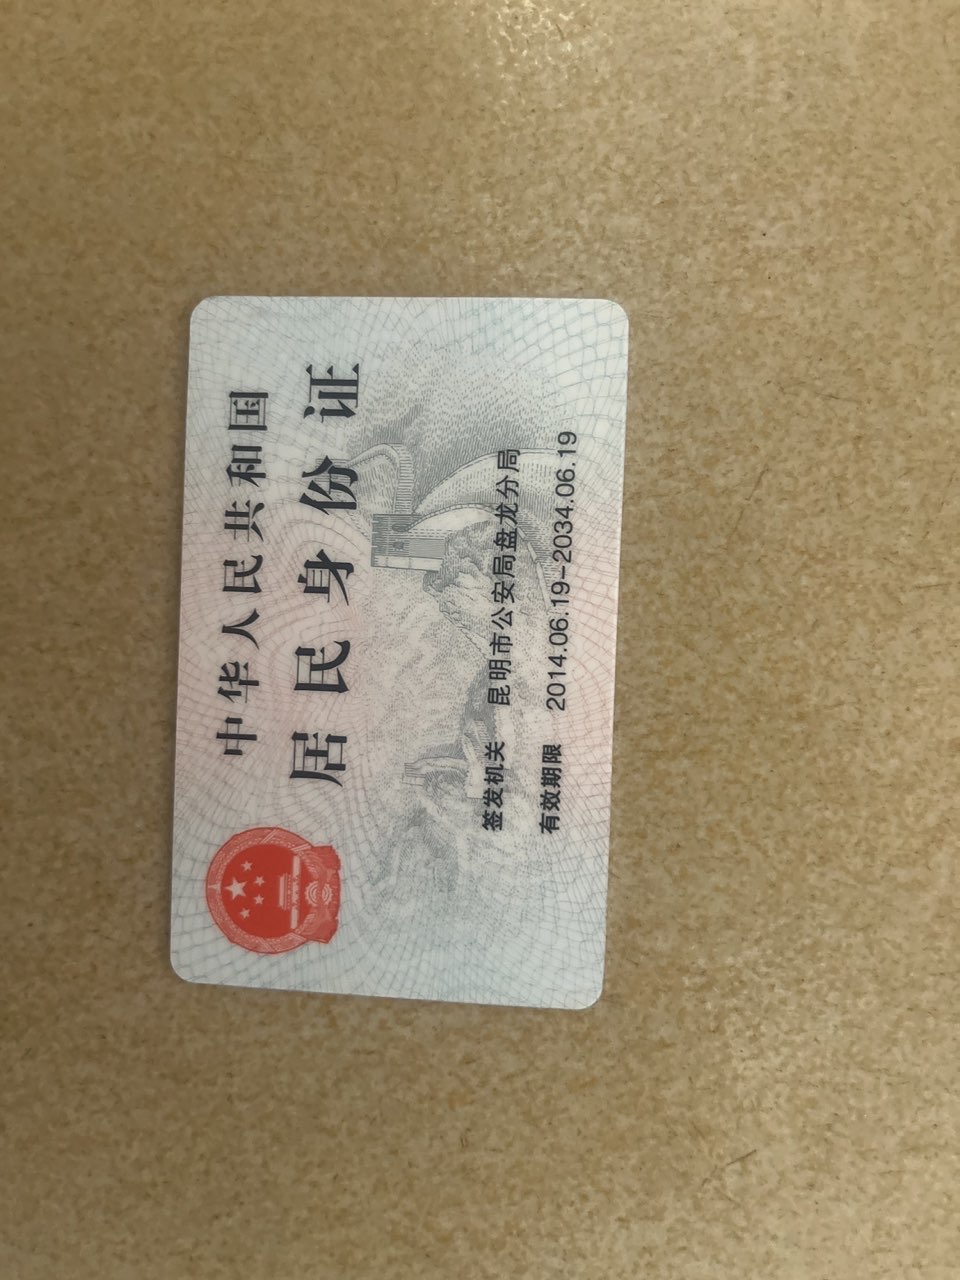 中华人民共和国
居民身份证
签发机关 昆明市公安局盘龙分局
有效期限 2014.06.19-2034.06.19